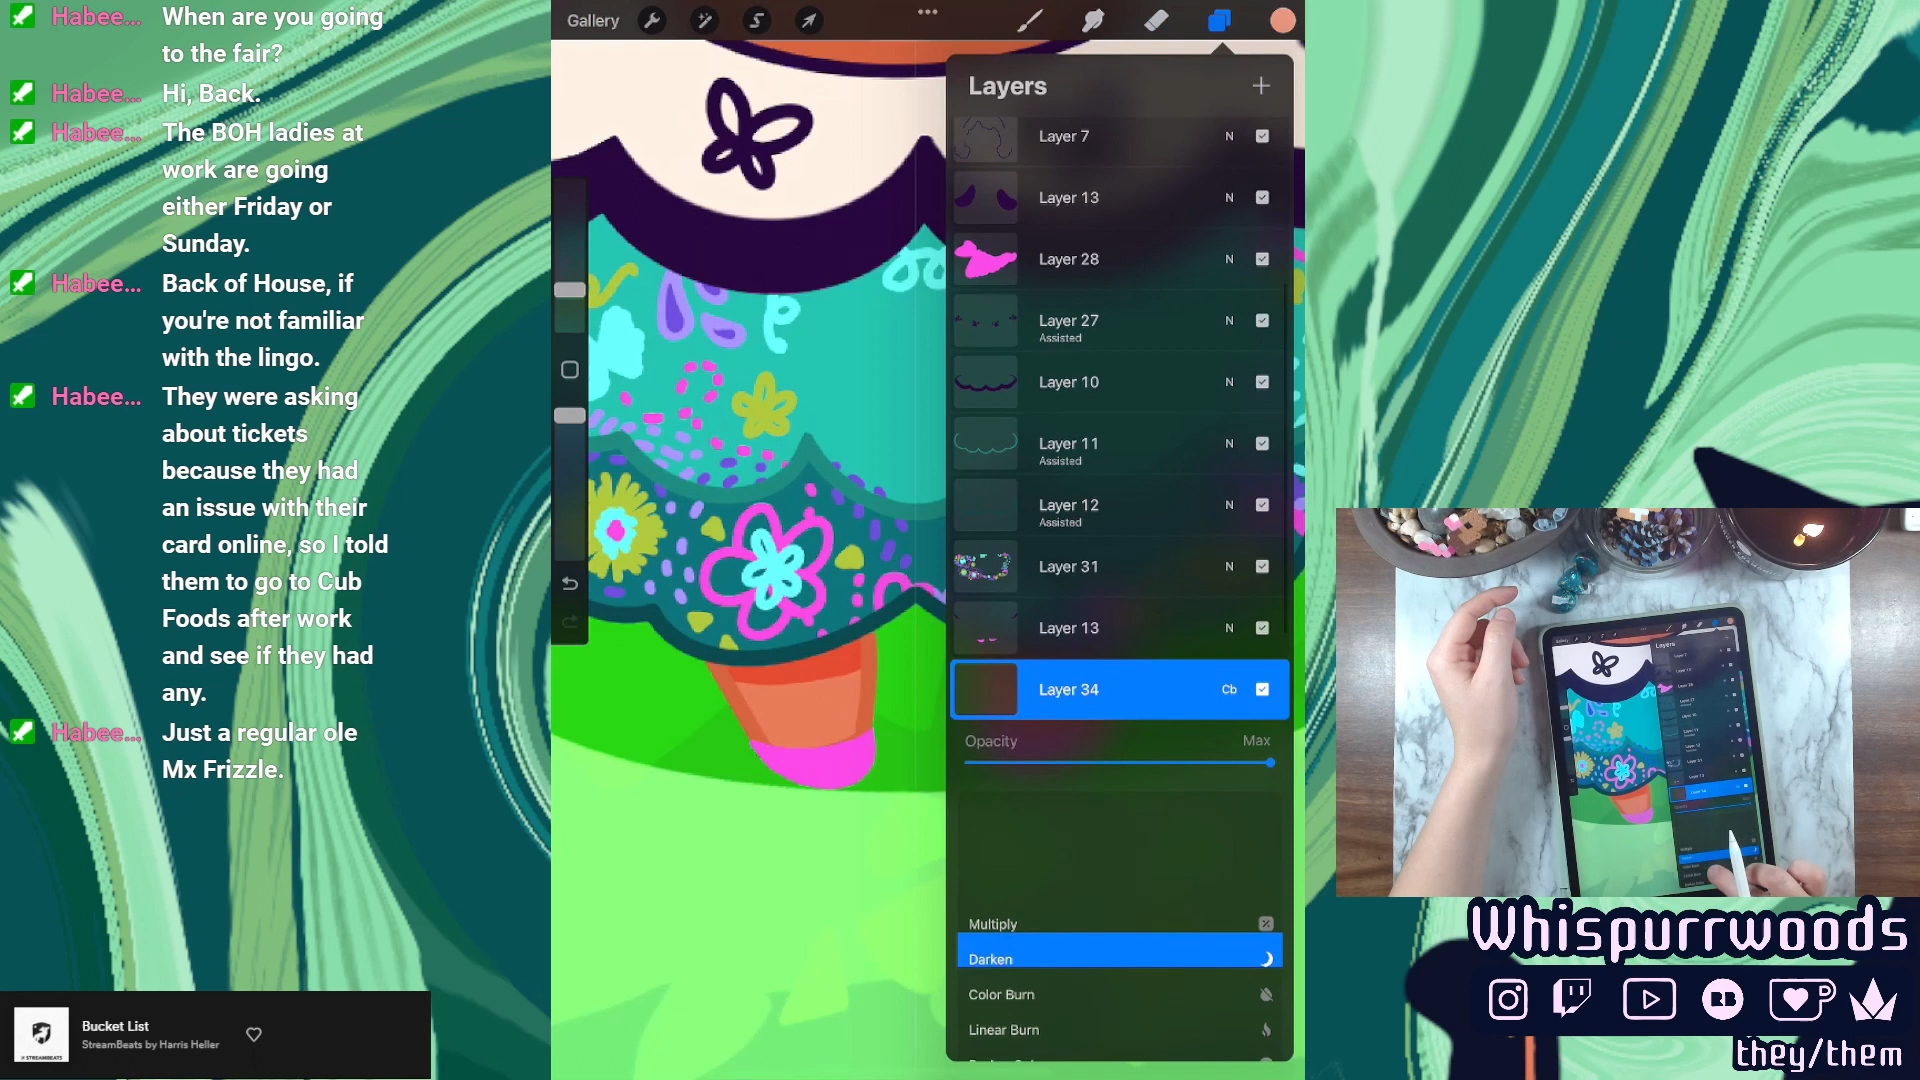 Habee... When are you going
to the fair?
Habee... Hi, Back.
Habee... The BOH ladies at
work are going
either Friday or
Sunday.
Habee... Back of House, if
you're not familiar
with the lingo.
Habee... They were asking
about tickets
because they had
an issue with their
card online, so I told
them to go to Cub
Foods after work
and see if they had
any.
Habee... Just a regular ole
Mx Frizzle.
Bucket List
StreamBeats by Harris Heller
STREAMBEATS
Gallery
Layers
Layer 7 N
Layer 13 N
Layer 28 N
Layer 27 N
Assisted
Layer 10 N
Layer 11 N
Assisted
Layer 12 N
Assisted
Layer 31 N
Layer 13 N
Layer 34 Cb
Opacity Max
Multiply
Darken
Color Burn
Linear Burn
Whispurrwoods
RB
they/them